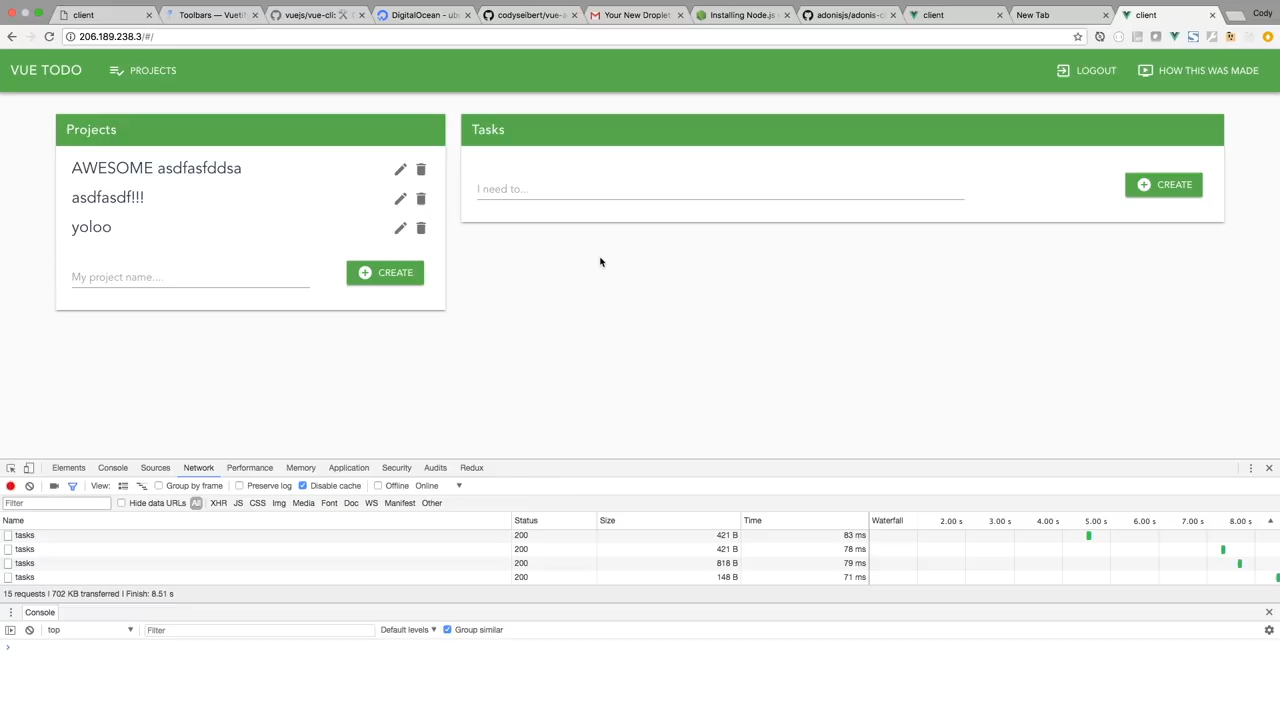 client
Toolbars — Vuetif
vuejs/vue-cli:
DigitalOcean - ub
codyseibert/vue-a
Your New Droplet
Installing Node.js
adonisjs/adonis-c
client
New Tab
client
Cody
206.189.238.3/#/
VUE TODO
PROJECTS
LOGOUT
HOW THIS WAS MADE
Projects
AWESOME asdfasfddsa
asdfasdf!!!
yoloo
My project name....
CREATE
Tasks
I need to...
CREATE
Elements Console Sources Network Performance Memory Application Security Audits Redux
View: Group by frame Preserve log Disable cache Offline Online
Filter Hide data URLs All XHR JS CSS Img Media Font Doc WS Manifest Other
Name Status Size Time Waterfall 2.00 s 3.00 s 4.00 s 5.00 s 6.00 s 7.00 s 8.00 s
tasks 200 421 B 83 ms
tasks 200 421 B 78 ms
tasks 200 818 B 79 ms
tasks 200 148 B 71 ms
15 requests | 702 KB transferred | Finish: 8.51 s
Console
top Filter Default levels Group similar